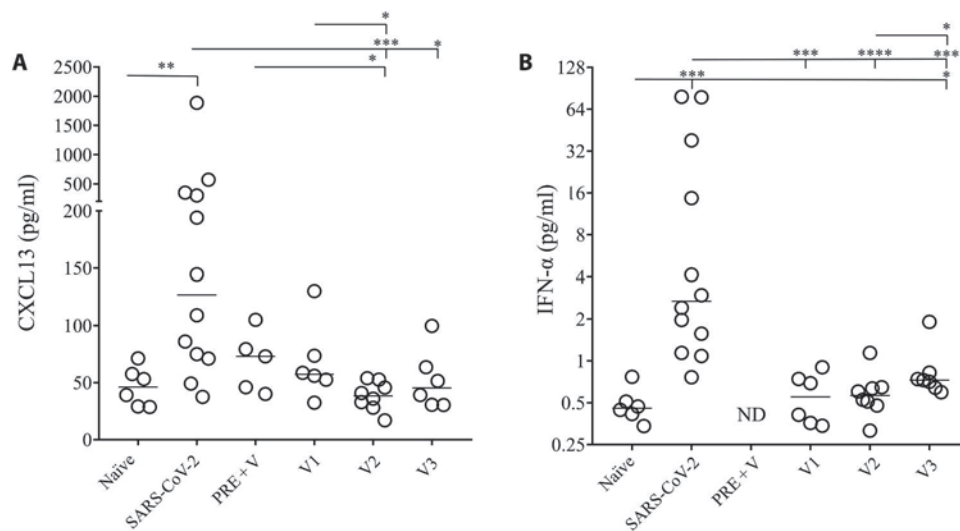 *
***
*
**
*
A
CXCL13 (pg/ml)
2500
2000
1500
1000
500
200
150
100
50
0
Naïve
SARS-CoV-2
PRE + V
V1
V2
V3
*
***
****
***
***
*
B
IFN-α (pg/ml)
128
64
32
16
8
4
2
1
0.5
0.25
ND
Naïve
SARS-CoV-2
PRE + V
V1
V2
V3